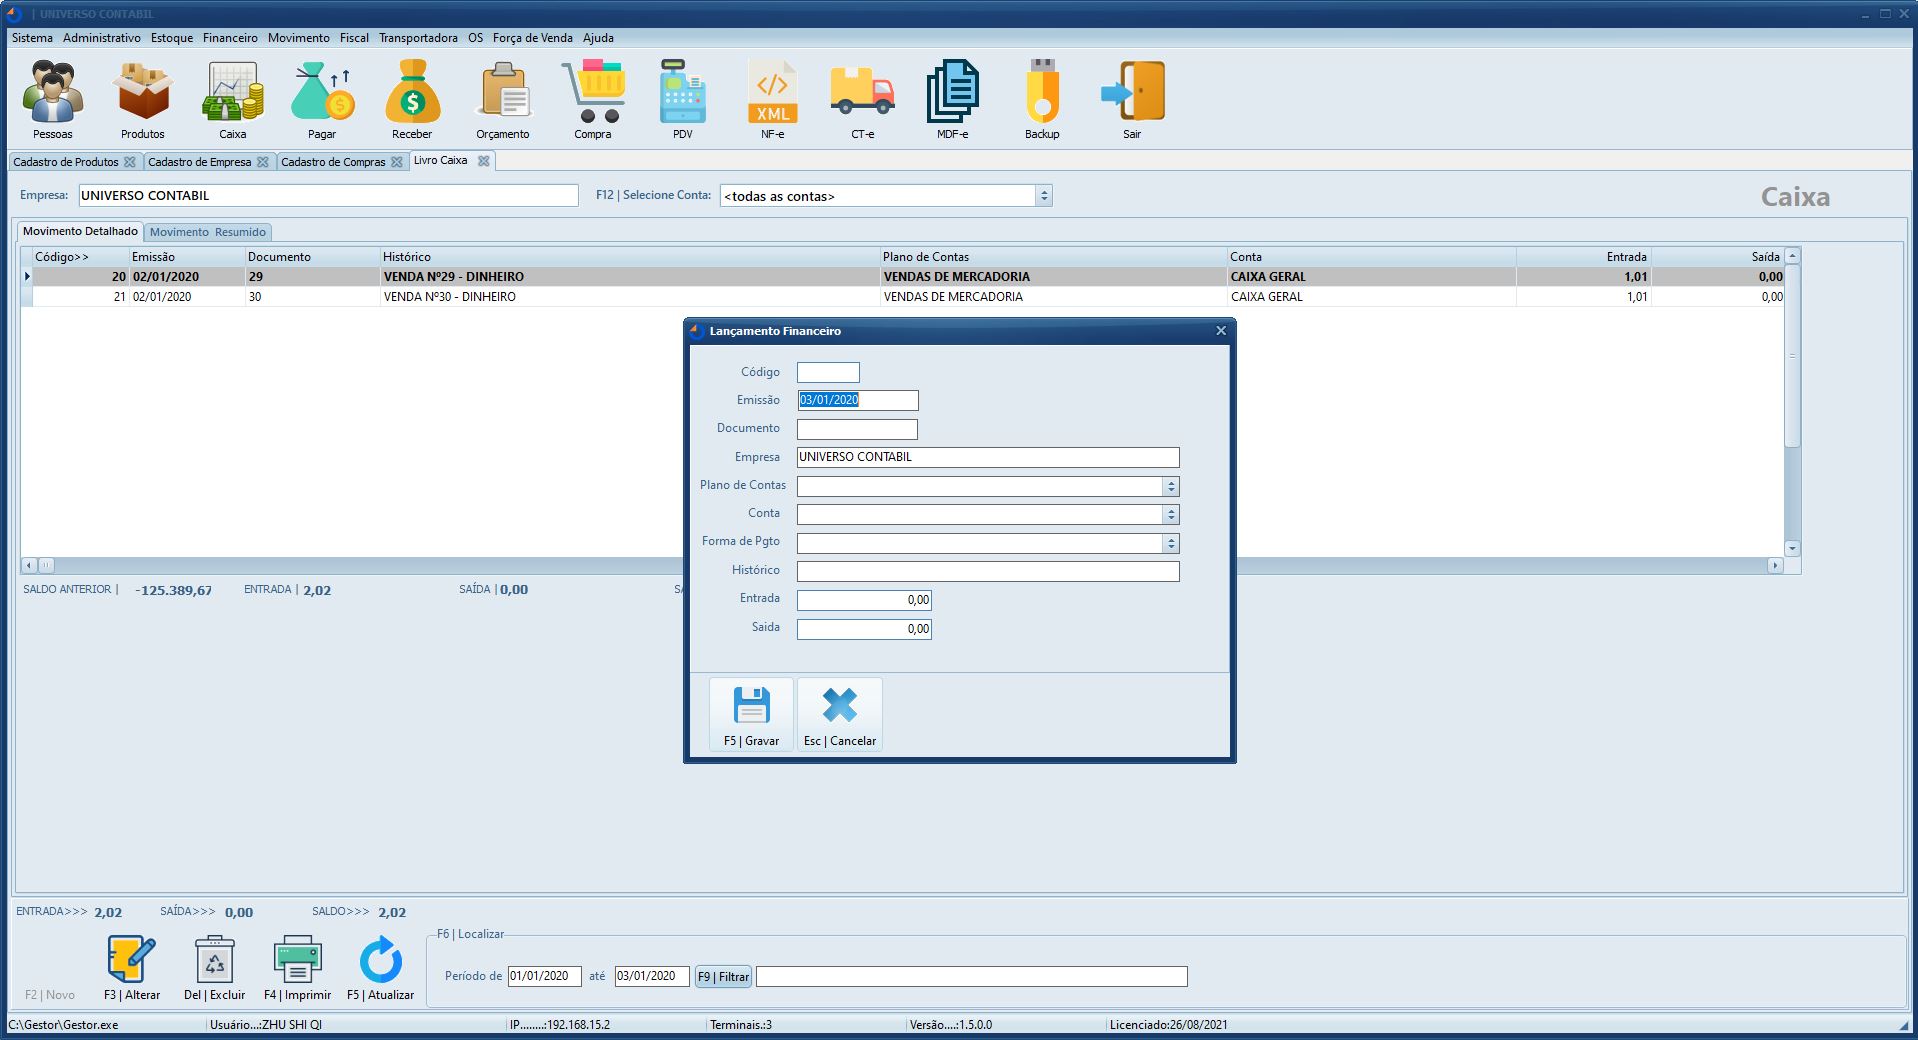 | UNIVERSO CONTABIL
Sistema Administrativo Estoque Financeiro Movimento Fiscal Transportadora OS Força de Venda Ajuda
XML
Pessoas Produtos Caixa Pagar Receber Orçamento Compra PDV NF-e CT-e MDF-e Backup Sair
Cadastro de Produtos Cadastro de Empresa Cadastro de Compras Livro Caixa
Empresa: UNIVERSO CONTABIL F12 | Selecione Conta: <todas as contas> Caixa
Movimento Detalhado Movimento Resumido
Código>> Emissão Documento Histórico Plano de Contas Conta Entrada Saída
20 02/01/2020 29 VENDA Nº29 - DINHEIRO VENDAS DE MERCADORIA CAIXA GERAL 1,01 0,00
21 02/01/2020 30 VENDA Nº30 - DINHEIRO VENDAS DE MERCADORIA CAIXA GERAL 1,01 0,00
Lançamento Financeiro
Código
Emissão 03/01/2020
Documento
Empresa UNIVERSO CONTABIL
Plano de Contas
Conta
Forma de Pgto
Histórico
Entrada 0,00
Saida 0,00
F5 | Gravar Esc | Cancelar
SALDO ANTERIOR | -125.389,67 ENTRADA | 2,02 SAÍDA | 0,00
ENTRADA>>> 2,02 SAÍDA>>> 0,00 SALDO>>> 2,02
F2 | Novo F3 | Alterar Del | Excluir F4 | Imprimir F5 | Atualizar
F6 | Localizar
Período de 01/01/2020 até 03/01/2020 F9 | Filtrar
C:\Gestor\Gestor.exe Usuário...:ZHU SHI QI IP........:192.168.15.2 Terminais.:3 Versão....:1.5.0.0 Licenciado:26/08/2021